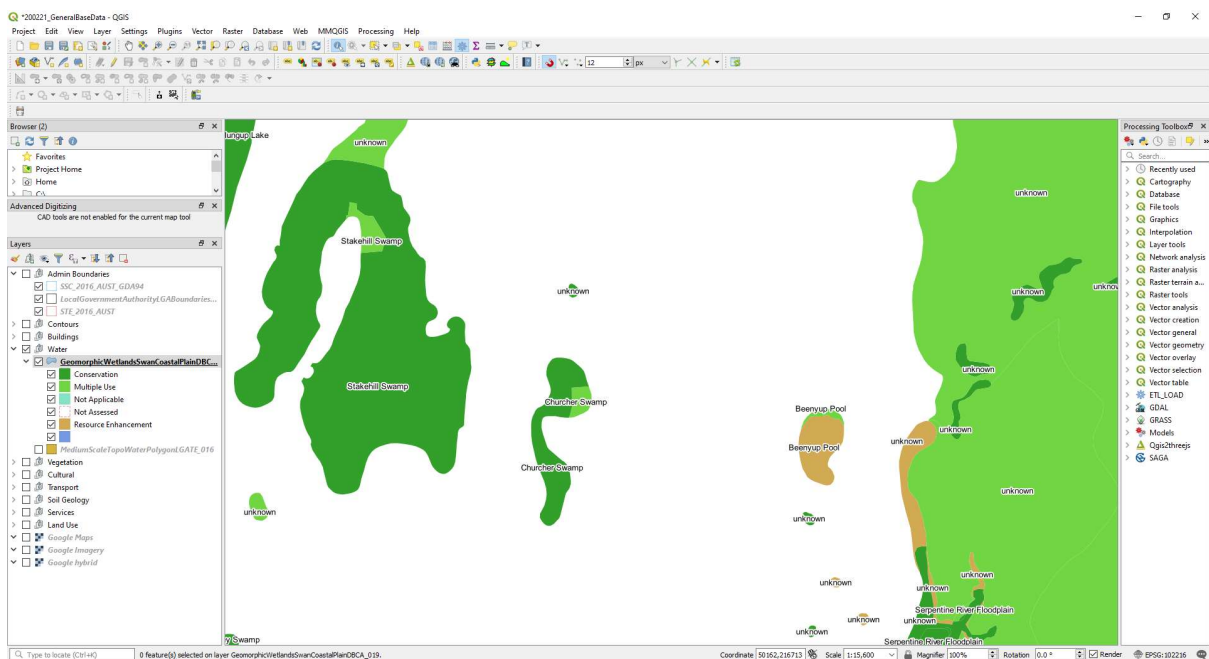 *200221_GeneralBaseData - QGIS
Project Edit View Layer Settings Plugins Vector Raster Database Web MMQGIS Processing Help
12 px
Browser (2)
Favorites
Project Home
Home
C:\
Advanced Digitizing
CAD tools are not enabled for the current map tool
Layers
Admin Boundaries
SSC_2016_AUST_GDA94
LocalGovernmentAuthorityLGABoundaries...
STE_2016_AUST
Contours
Buildings
Water
GeomorphicWetlandsSwanCoastalPlainDBC...
Conservation
Multiple Use
Not Applicable
Not Assessed
Resource Enhancement
MediumScaleTopoWaterPolygonLGATE_016
Vegetation
Cultural
Transport
Soil Geology
Services
Land Use
Google Maps
Google Imagery
Google hybrid
ungup Lake
unknown
Stakehill Swamp
unknown
Stakehill Swamp
Churcher Swamp
Churcher Swamp
unknown
y Swamp
unknown
unknown
unknov
unknown
Beenyup Pool
unknown
unknown
Beenyup Pool
unknown
unknown
unknown
unknown
unknown
Serpentine River Floodplain
unknown
unknown
unknown
Serpentine River Floodplain
Processing Toolbox
Search...
Recently used
Cartography
Database
File tools
Graphics
Interpolation
Layer tools
Network analysis
Raster analysis
Raster terrain a...
Raster tools
Vector analysis
Vector creation
Vector general
Vector geometry
Vector overlay
Vector selection
Vector table
ETL_LOAD
GDAL
GRASS
Models
Qgis2threejs
SAGA
Type to locate (Ctrl+K) 0 feature(s) selected on layer GeomorphicWetlandsSwanCoastalPlainDBCA_019. Coordinate 50162,216713 Scale 1:15,600 Magnifier 100% Rotation 0.0 ° Render EPSG:102216